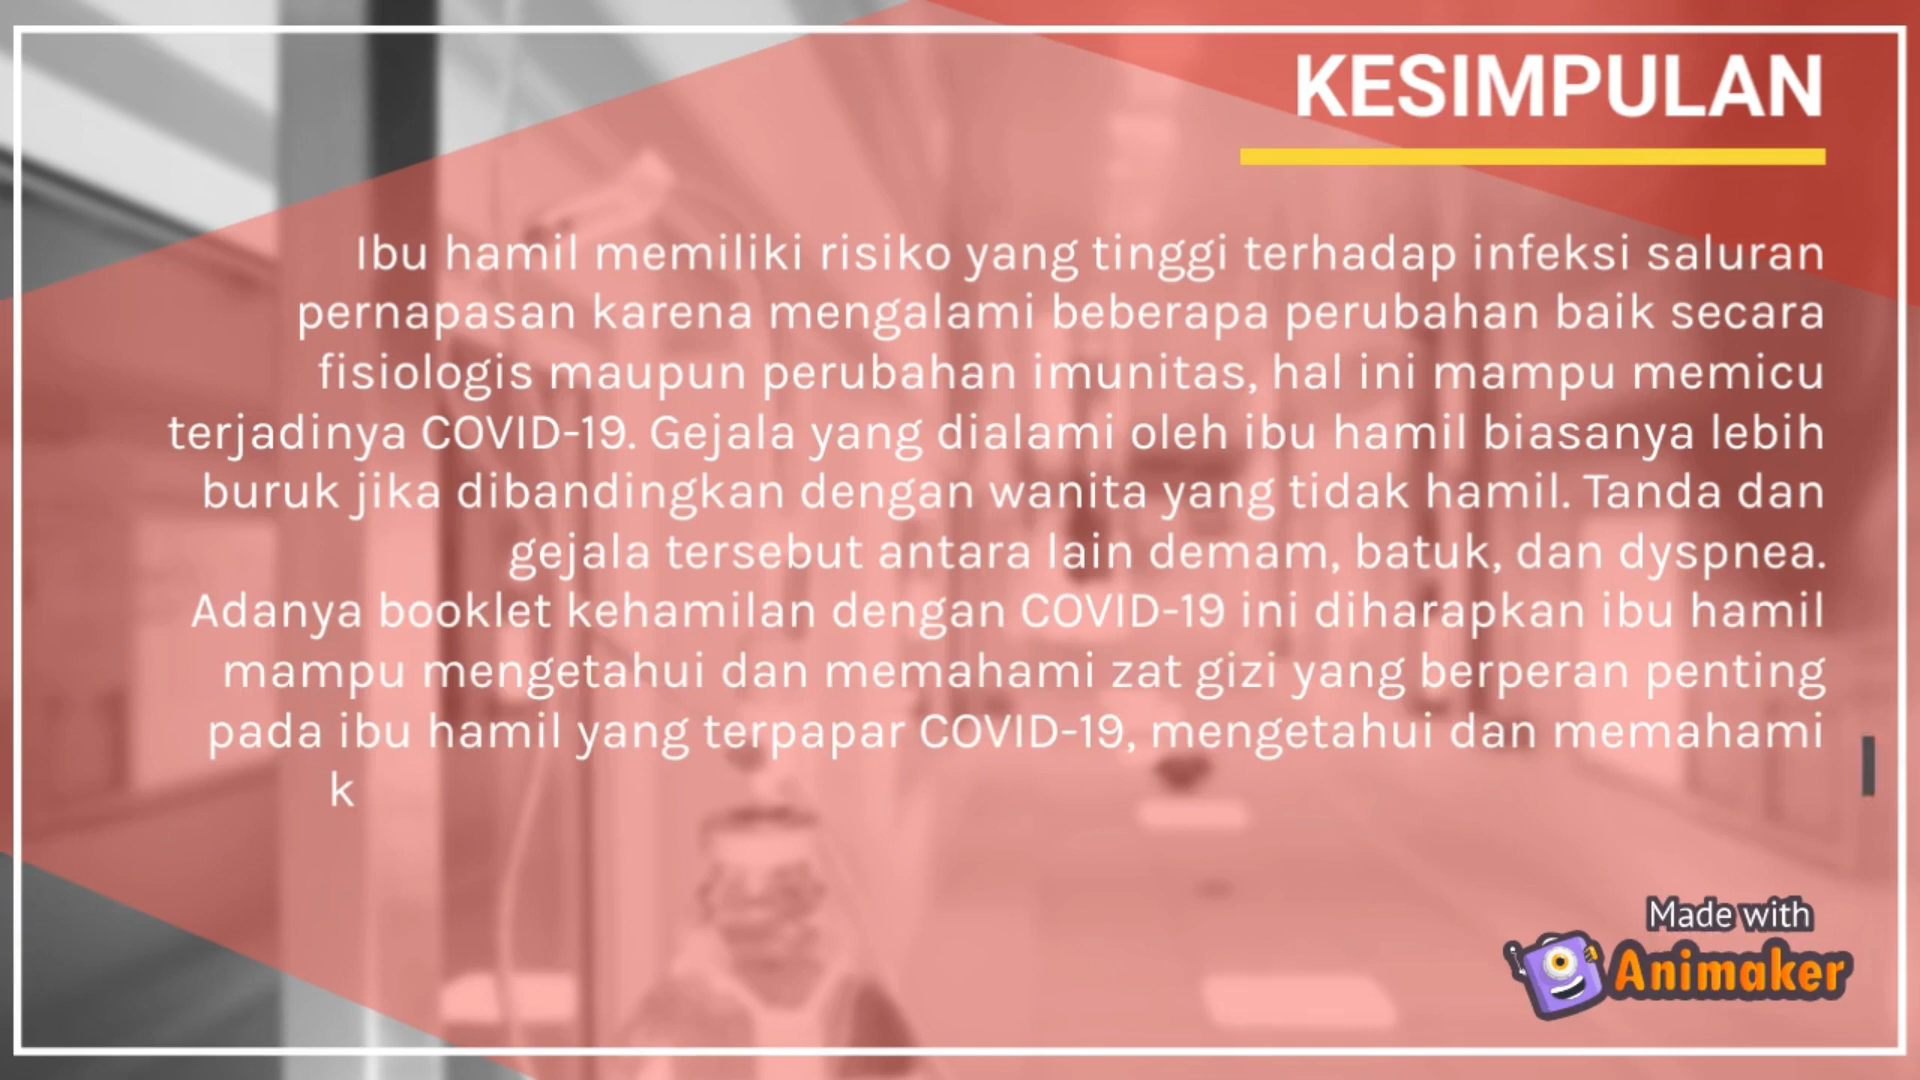 KESIMPULAN
Ibu hamil memiliki risiko yang tinggi terhadap infeksi saluran
pernapasan karena mengalami beberapa perubahan baik secara
fisiologis maupun perubahan imunitas, hal ini mampu memicu
terjadinya COVID-19. Gejala yang dialami oleh ibu hamil biasanya lebih
buruk jika dibandingkan dengan wanita yang tidak hamil. Tanda dan
gejala tersebut antara lain demam, batuk, dan dyspnea.
Adanya booklet kehamilan dengan COVID-19 ini diharapkan ibu hamil
mampu mengetahui dan memahami zat gizi yang berperan penting
pada ibu hamil yang terpapar COVID-19, mengetahui dan memahami
k
Made with
Animaker